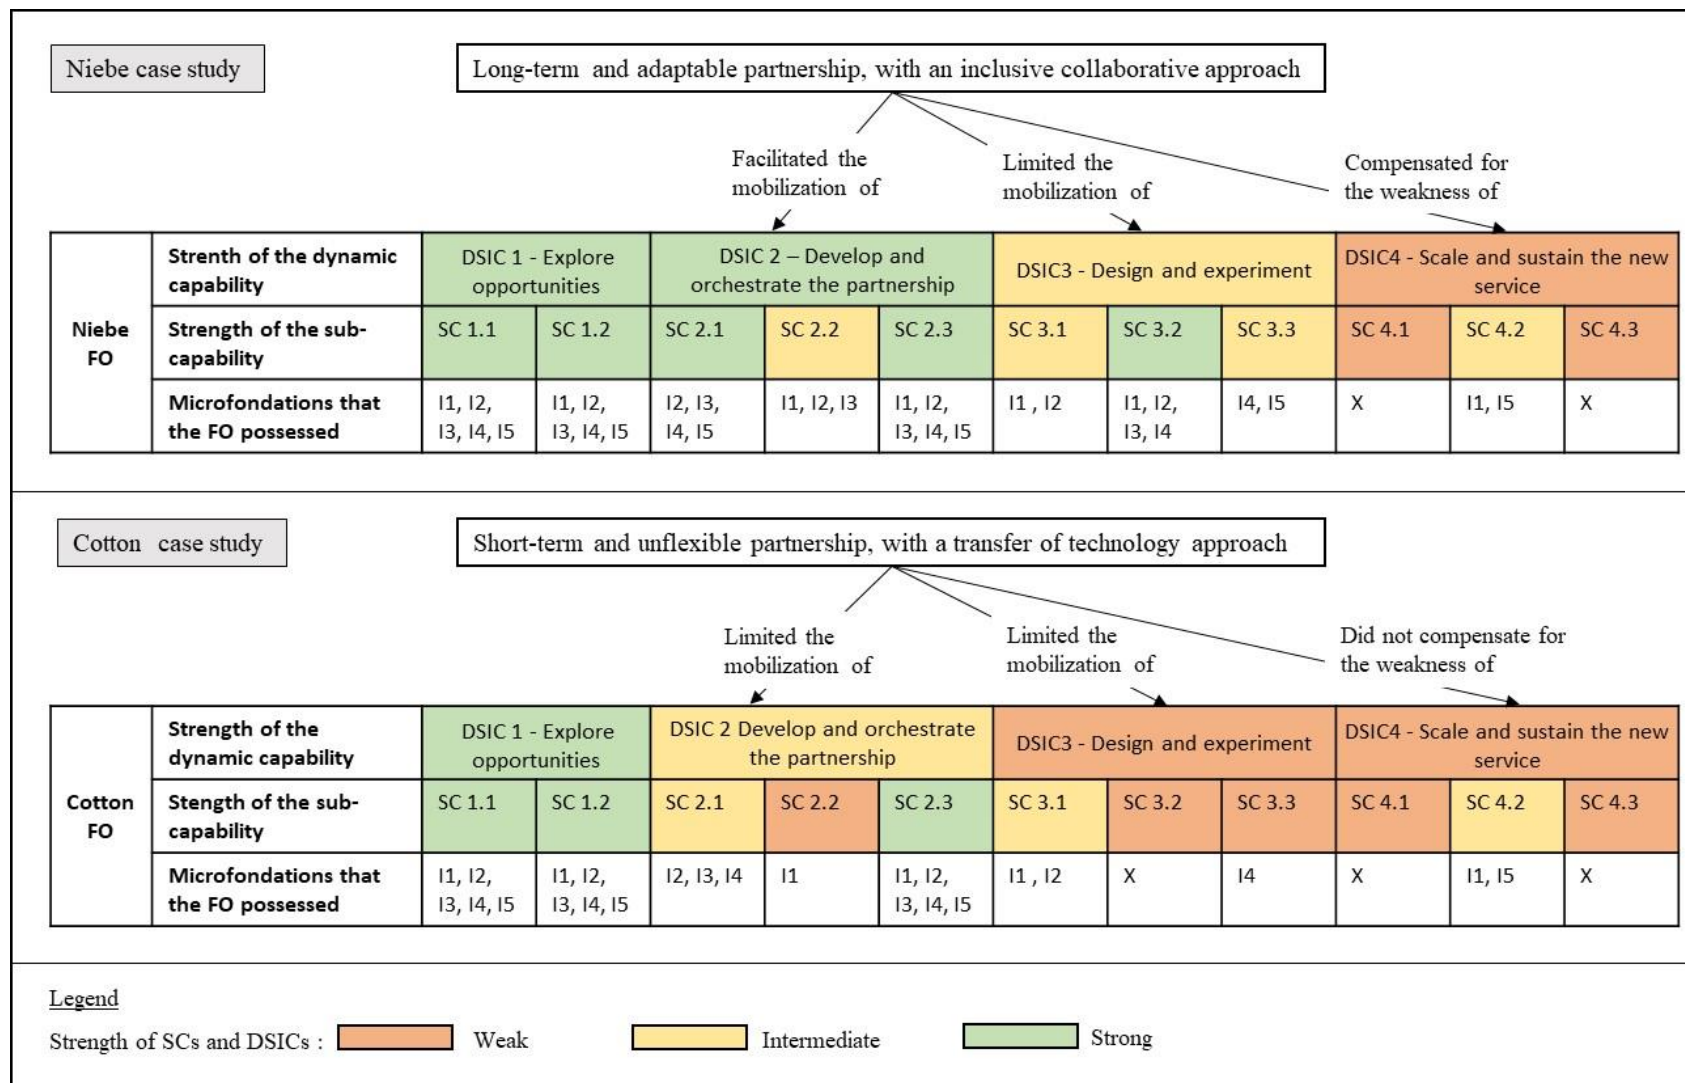 Niebe case study
Long-term and adaptable partnership, with an inclusive collaborative approach
Facilitated the
mobilization of
Limited the
mobilization of
Compensated for
the weakness of
Niebe
FO
Strenth of the dynamic
capability
DSIC 1 - Explore
opportunities
DSIC 2 – Develop and
orchestrate the partnership
DSIC3 - Design and experiment
DSIC4 - Scale and sustain the new
service
Strength of the sub-
capability
SC 1.1
SC 1.2
SC 2.1
SC 2.2
SC 2.3
SC 3.1
SC 3.2
SC 3.3
SC 4.1
SC 4.2
SC 4.3
Microfondations that
the FO possessed
I1, I2,
I3, I4, I5
I1, I2,
I3, I4, I5
I2, I3,
I4, I5
I1, I2, I3
I1, I2,
I3, I4, I5
I1 , I2
I1, I2,
I3, I4
I4, I5
X
I1, I5
X
Cotton case study
Short-term and unflexible partnership, with a transfer of technology approach
Limited the
mobilization of
Limited the
mobilization of
Did not compensate for
the weakness of
Cotton
FO
Strength of the
dynamic capability
DSIC 1 - Explore
opportunities
DSIC 2 Develop and orchestrate
the partnership
DSIC3 - Design and experiment
DSIC4 - Scale and sustain the new
service
Stength of the sub-
capability
SC 1.1
SC 1.2
SC 2.1
SC 2.2
SC 2.3
SC 3.1
SC 3.2
SC 3.3
SC 4.1
SC 4.2
SC 4.3
Microfondations that
the FO possessed
I1, I2,
I3, I4, I5
I1, I2,
I3, I4, I5
I2, I3, I4
I1
I1, I2,
I3, I4, I5
I1 , I2
X
I4
X
I1, I5
X
Legend
Strength of SCs and DSICs :
Weak
Intermediate
Strong